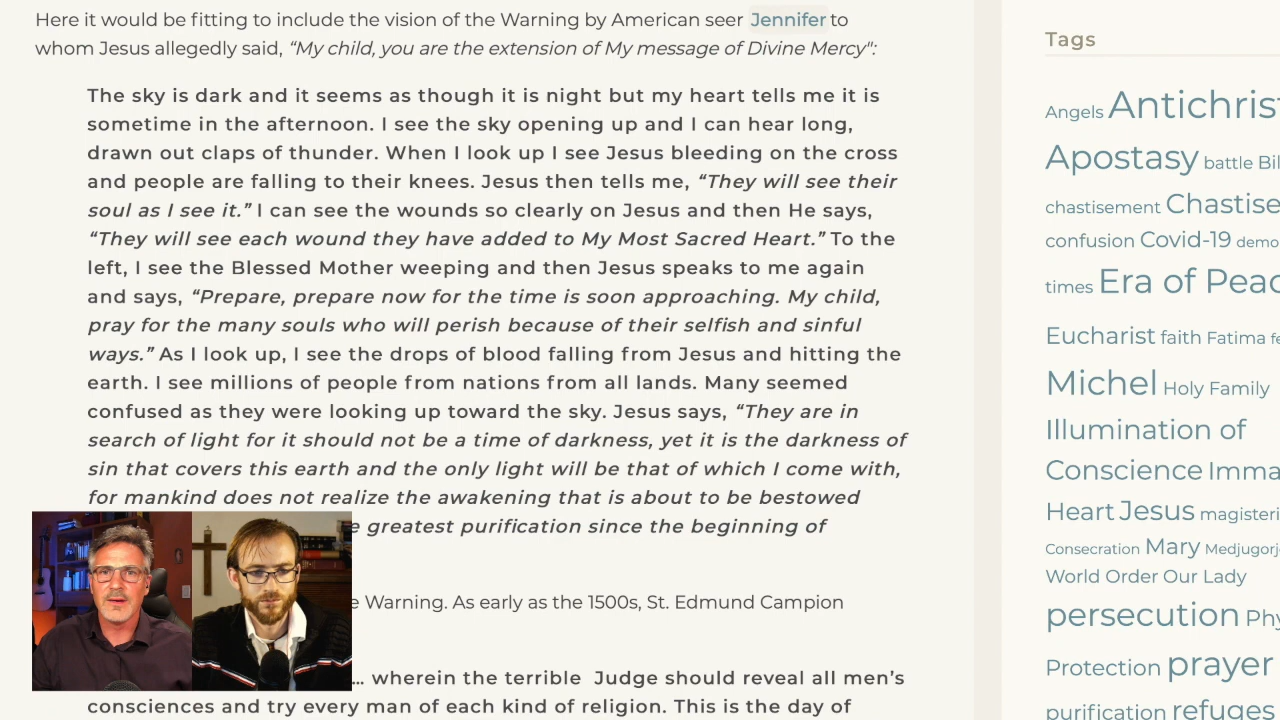 Here it would be fitting to include the vision of the Warning by American seer Jennifer to
whom Jesus allegedly said, “My child, you are the extension of My message of Divine Mercy":
The sky is dark and it seems as though it is night but my heart tells me it is
sometime in the afternoon. I see the sky opening up and I can hear long,
drawn out claps of thunder. When I look up I see Jesus bleeding on the cross
and people are falling to their knees. Jesus then tells me, “They will see their
soul as I see it.” I can see the wounds so clearly on Jesus and then He says,
“They will see each wound they have added to My Most Sacred Heart.” To the
left, I see the Blessed Mother weeping and then Jesus speaks to me again
and says, “Prepare, prepare now for the time is soon approaching. My child,
pray for the many souls who will perish because of their selfish and sinful
ways.” As I look up, I see the drops of blood falling from Jesus and hitting the
earth. I see millions of people from nations from all lands. Many seemed
confused as they were looking up toward the sky. Jesus says, “They are in
search of light for it should not be a time of darkness, yet it is the darkness of
sin that covers this earth and the only light will be that of which I come with,
for mankind does not realize the awakening that is about to be bestowed
greatest purification since the beginning of
Warning. As early as the 1500s, St. Edmund Campion
… wherein the terrible Judge should reveal all men’s
consciences and try every man of each kind of religion. This is the day of
Tags
Angels Antichrist
Apostasy battle
chastisement
confusion Covid-19
times Era of
Eucharist faith Fatima
Michel Holy Family
Illumination of
Conscience
Heart Jesus
Consecration Mary
World Order Our Lady
persecution
Protection prayer
purification refuges